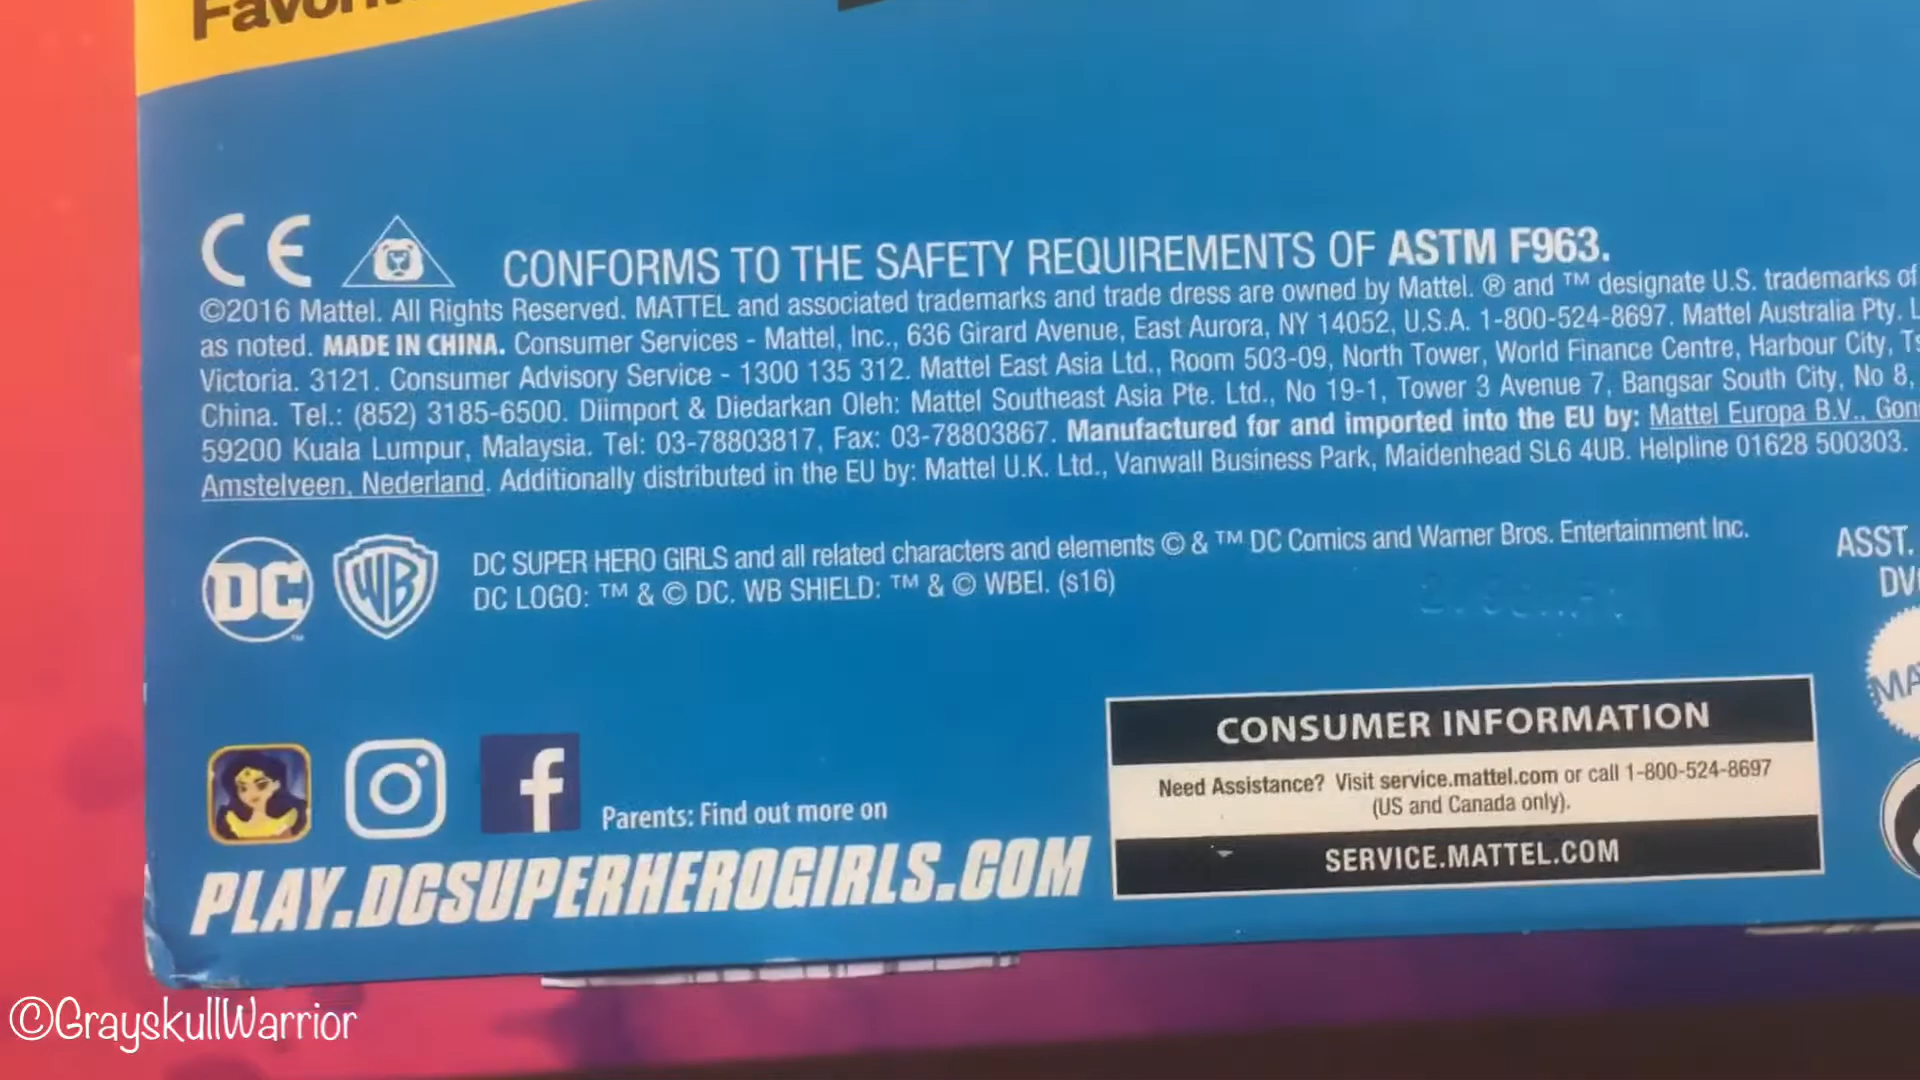 CE
CONFORMS TO THE SAFETY REQUIREMENTS OF ASTM F963.
©2016 Mattel. All Rights Reserved. MATTEL and associated trademarks and trade dress are owned by Mattel. ® and ™ designate U.S. trademarks of
as noted. MADE IN CHINA. Consumer Services - Mattel, Inc., 636 Girard Avenue, East Aurora, NY 14052, U.S.A. 1-800-524-8697. Mattel Australia Pty.
Victoria. 3121. Consumer Advisory Service - 1300 135 312. Mattel East Asia Ltd., Room 503-09, North Tower, World Finance Centre, Harbour City,
China. Tel.: (852) 3185-6500. Diimport & Diedarkan Oleh: Mattel Southeast Asia Pte. Ltd., No 19-1, Tower 3 Avenue 7, Bangsar South City, No 8,
59200 Kuala Lumpur, Malaysia. Tel: 03-78803817, Fax: 03-78803867. Manufactured for and imported into the EU by: Mattel Europa B.V.,
Amstelveen, Nederland. Additionally distributed in the EU by: Mattel U.K. Ltd., Vanwall Business Park, Maidenhead SL6 4UB. Helpline 01628 500303.
DC WB
DC SUPER HERO GIRLS and all related characters and elements © & ™ DC Comics and Warner Bros. Entertainment Inc.
DC LOGO: ™ & © DC. WB SHIELD: ™ & © WBEI. (s16)
ASST.
f
Parents: Find out more on
PLAY.DCSUPERHEROGIRLS.COM
CONSUMER INFORMATION
Need Assistance? Visit service.mattel.com or call 1-800-524-8697
(US and Canada only).
SERVICE.MATTEL.COM
©GrayskullWarrior